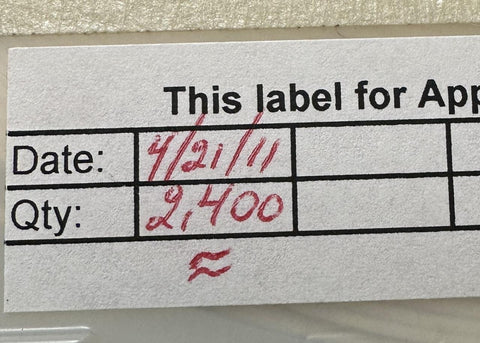 This label for App
Date: 4/21/11
Qty: 2,400
≈